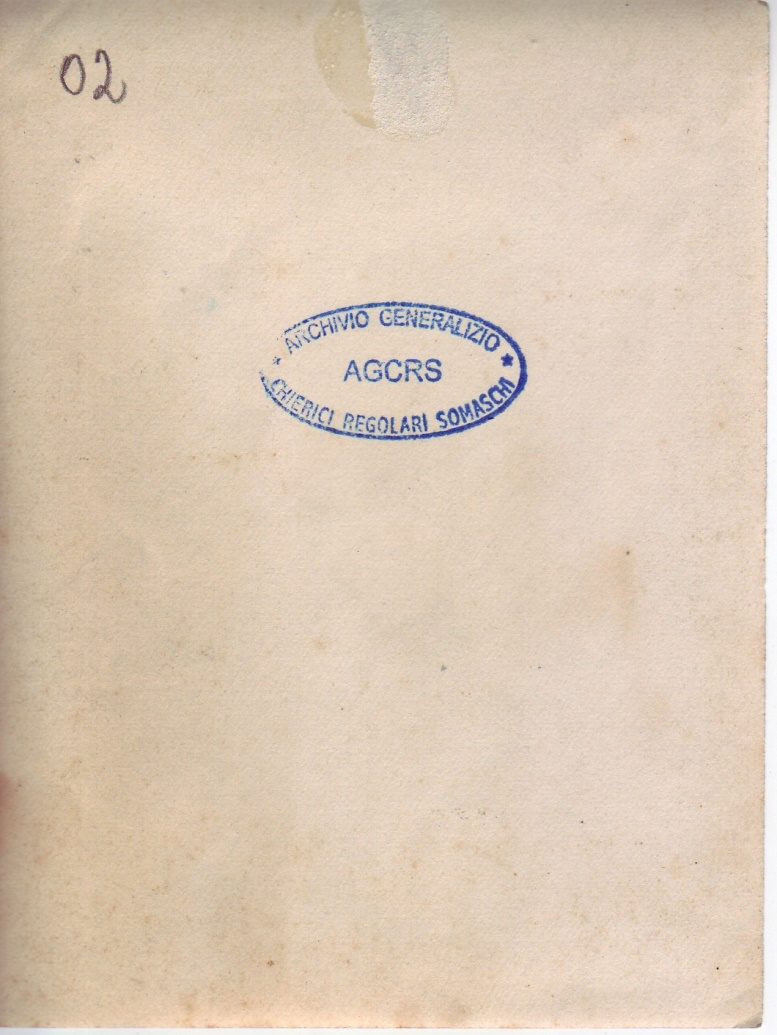 02
ARCHIVIO GENERALIZIO
AGCRS
CHIERICI REGOLARI SOMASCHI